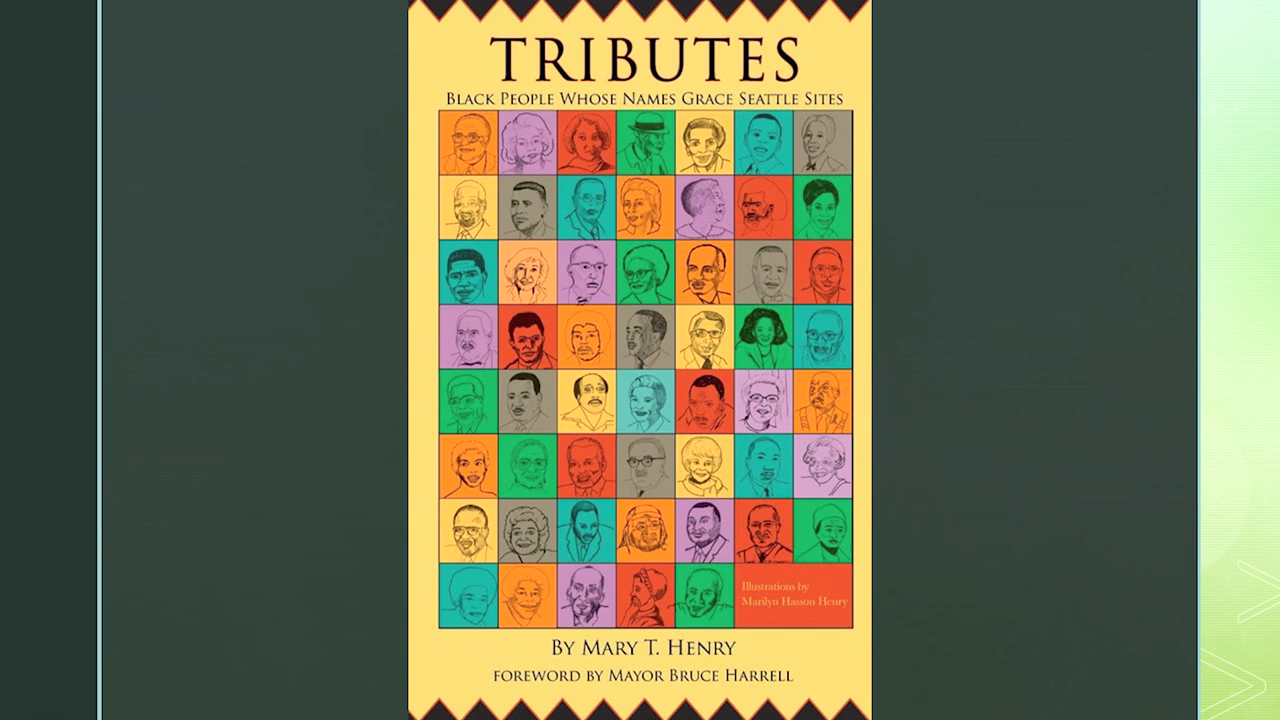 TRIBUTES
BLACK PEOPLE WHOSE NAMES GRACE SEATTLE SITES
Illustrations by
Marilyn Hasson Henry
BY MARY T. HENRY
FOREWORD BY MAYOR BRUCE HARRELL